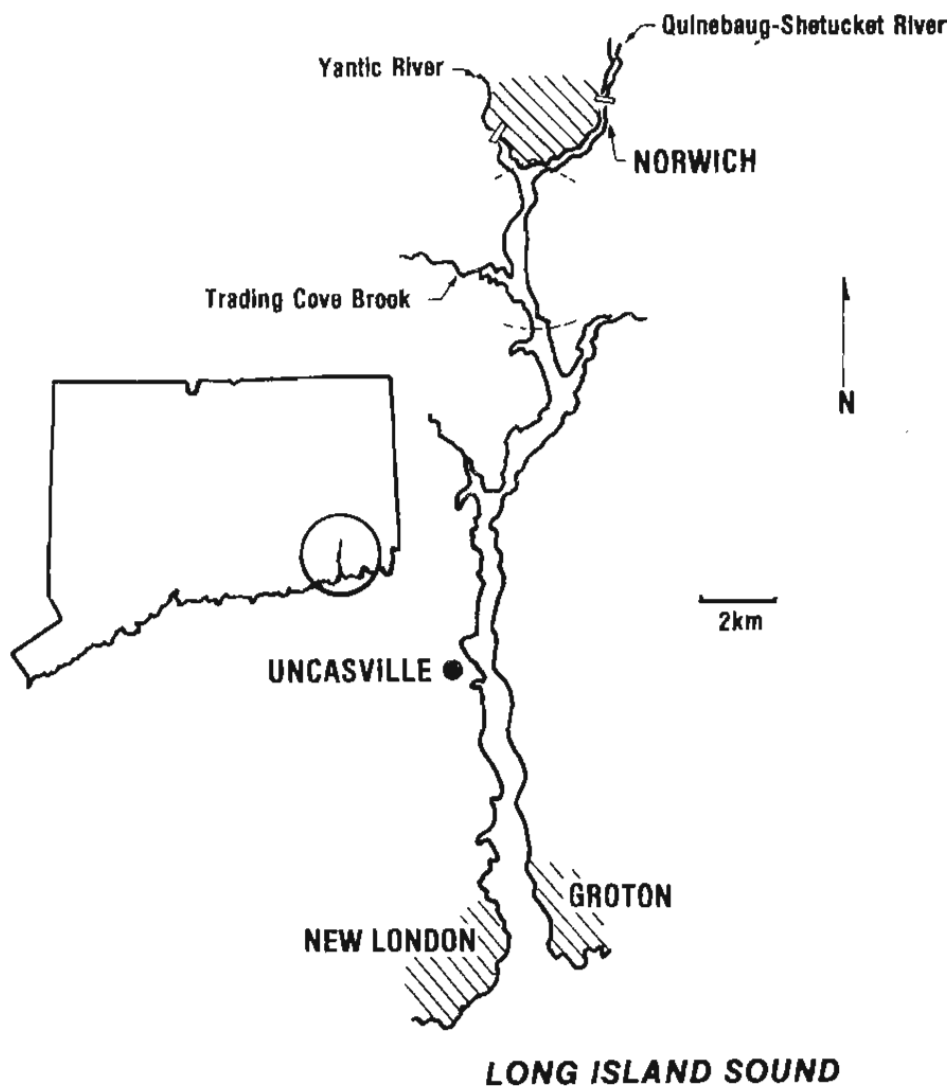 Quinebaug-Shetucket River
Yantic River
NORWICH
Trading Cove Brook
N
2km
UNCASVILLE
GROTON
NEW LONDON
LONG ISLAND SOUND